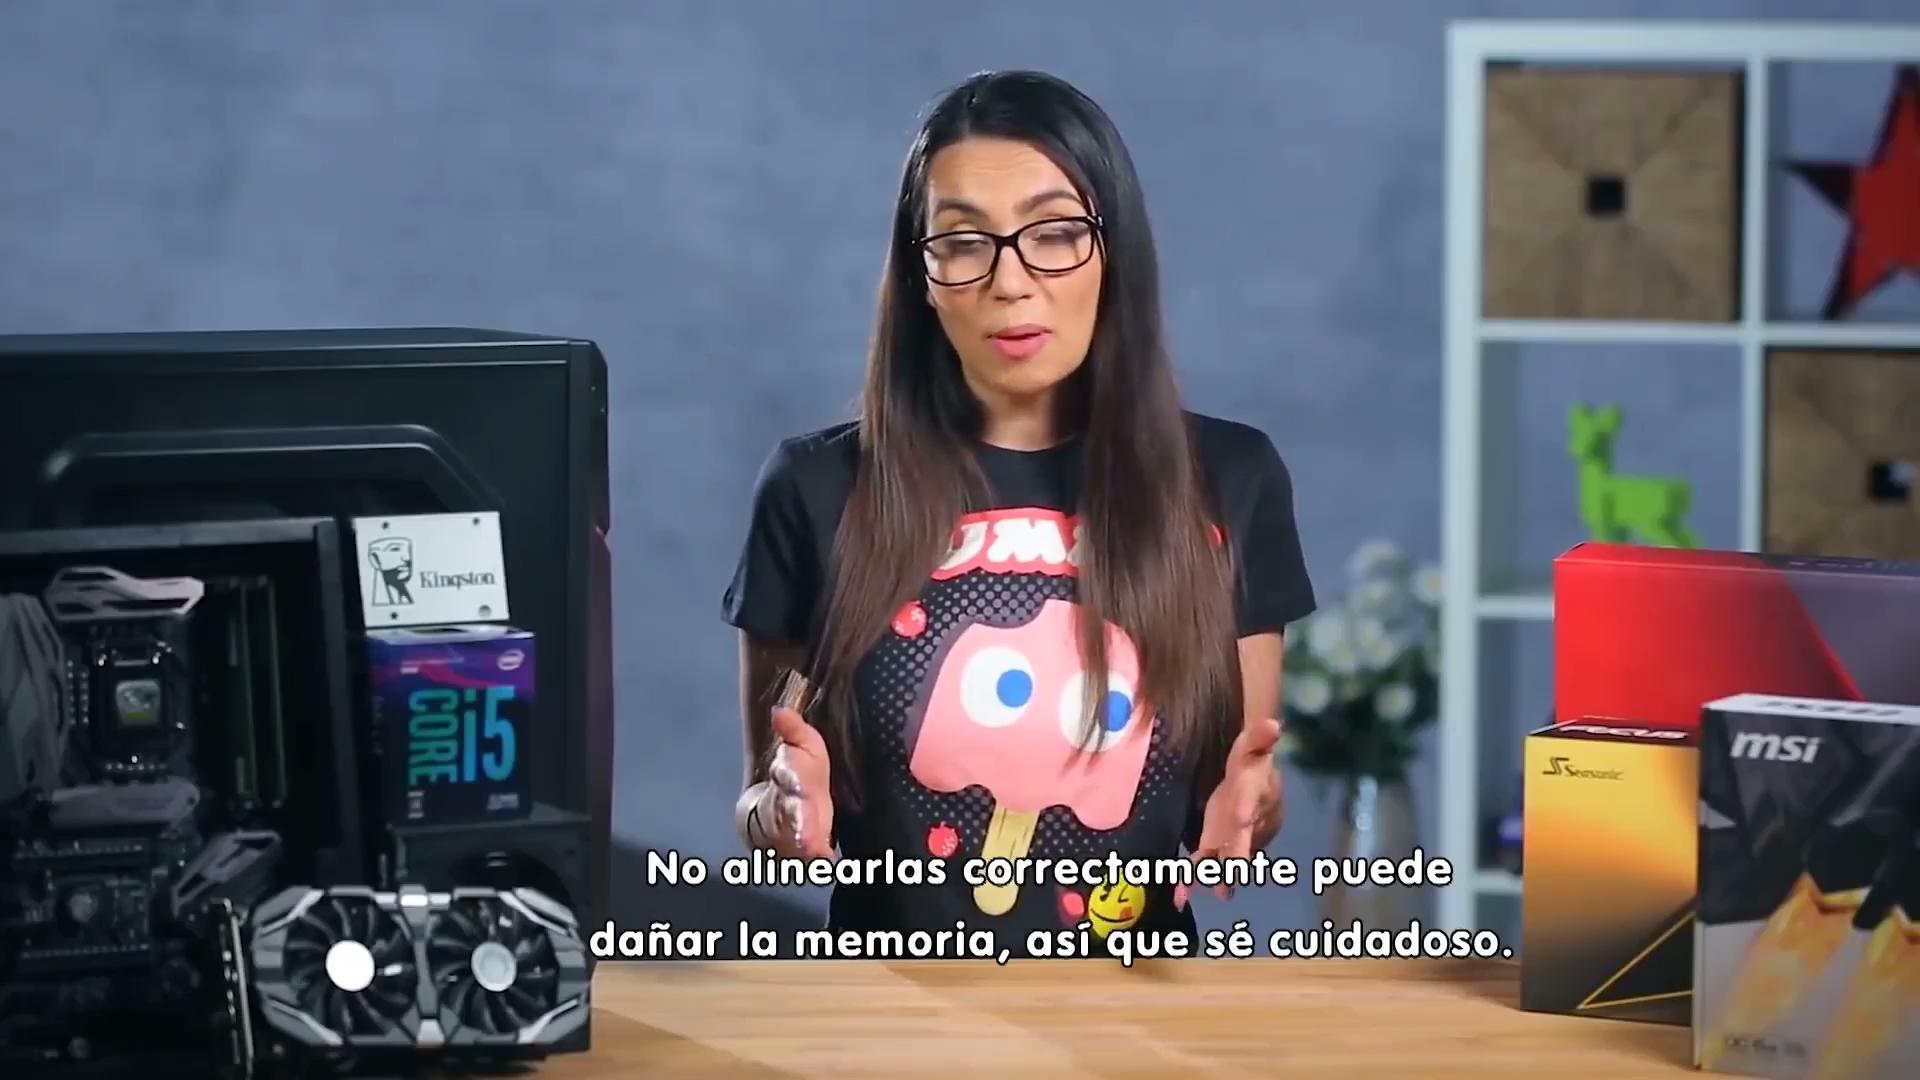 Kingston
CORE i5
FOCUS
Seasonic
msi
No alinearlas correctamente puede
dañar la memoria, así que sé cuidadoso.